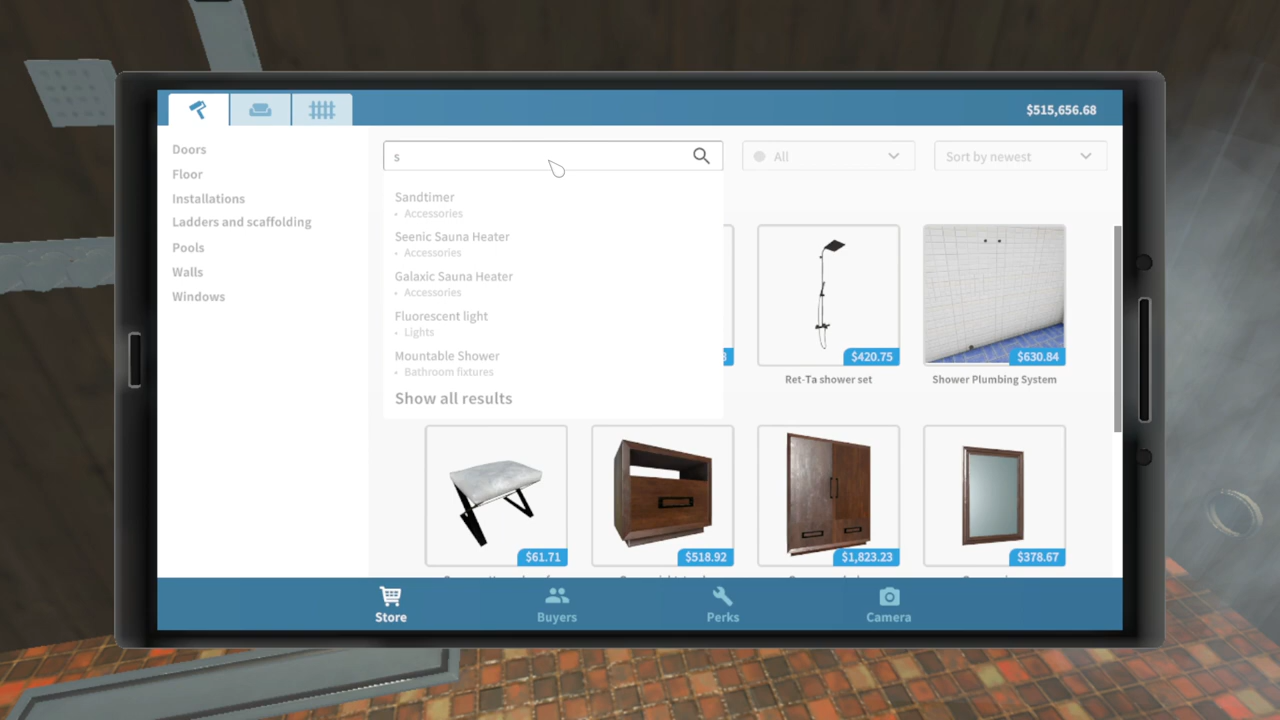 $515,656.68
Doors
Floor
Installations
Ladders and scaffolding
Pools
Walls
Windows
s
All
Sort by newest
Sandtimer
• Accessories
Seenic Sauna Heater
• Accessories
Galaxic Sauna Heater
• Accessories
Fluorescent light
• Lights
Mountable Shower
• Bathroom fixtures
Show all results
$420.75
$630.84
Ret-Ta shower set
Shower Plumbing System
$61.71
$518.92
$1,823.23
$378.67
Store
Buyers
Perks
Camera